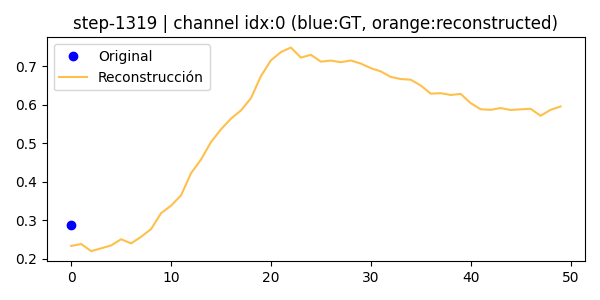 step-1319 | channel idx:0 (blue:GT, orange:reconstructed)
Original
Reconstrucción
0.7
0.6
0.5
0.4
0.3
0.2
0 10 20 30 40 50